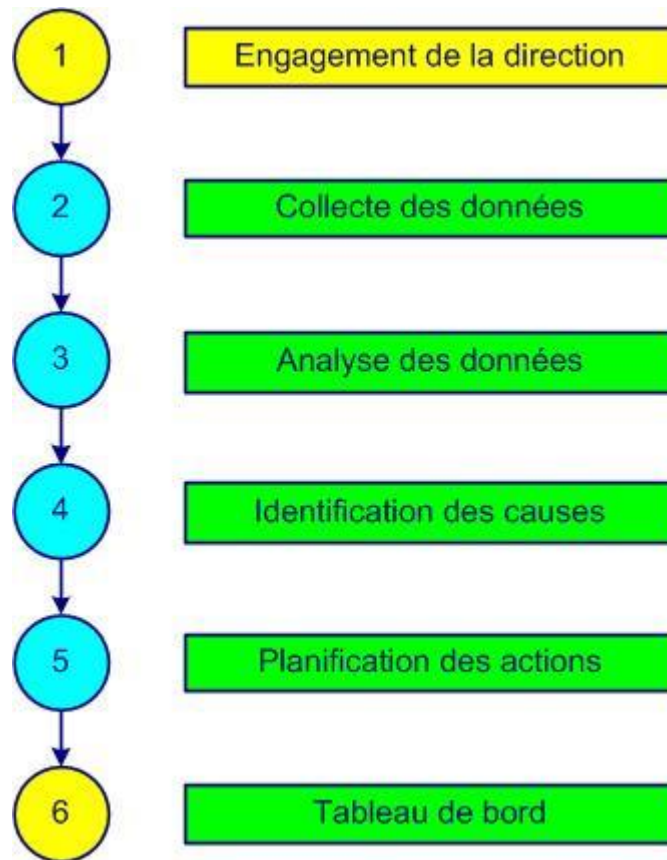 1 Engagement de la direction
2 Collecte des données
3 Analyse des données
4 Identification des causes
5 Planification des actions
6 Tableau de bord